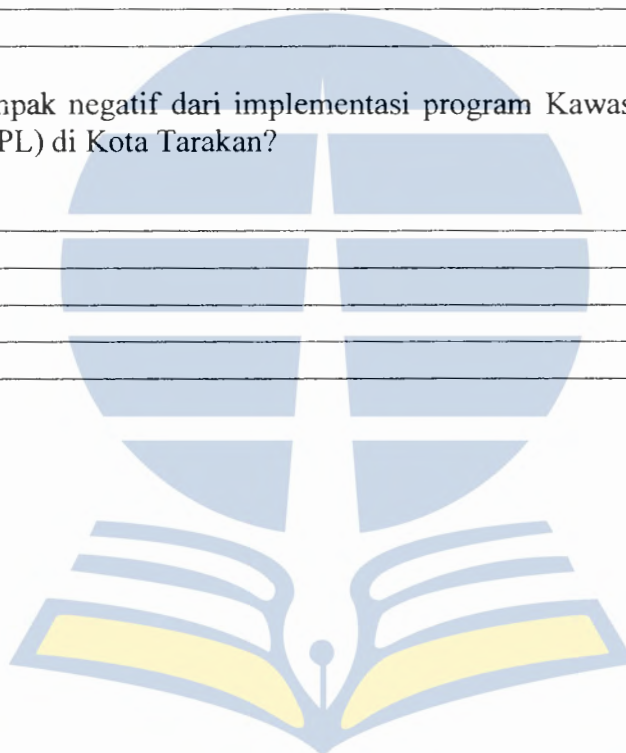 npak negatif dari implementasi program Kawas
PL) di Kota Tarakan?